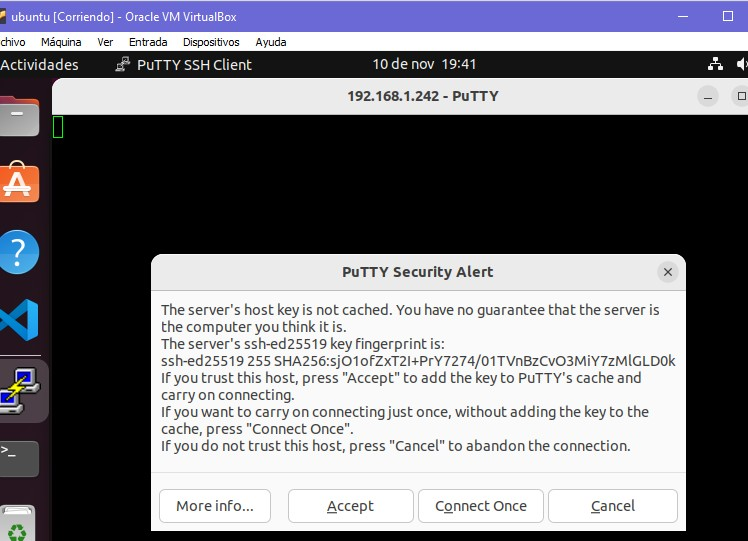 ubuntu [Corriendo] - Oracle VM VirtualBox
chivo Máquina Ver Entrada Dispositivos Ayuda
Actividades PuTTY SSH Client 10 de nov 19:41
192.168.1.242 - PuTTY
PuTTY Security Alert
The server's host key is not cached. You have no guarantee that the server is
the computer you think it is.
The server's ssh-ed25519 key fingerprint is:
ssh-ed25519 255 SHA256:sjO1ofZxT2I+PrY7274/01TVnBzCvO3MiY7zMlGLD0k
If you trust this host, press "Accept" to add the key to PuTTY's cache and
carry on connecting.
If you want to carry on connecting just once, without adding the key to the
cache, press "Connect Once".
If you do not trust this host, press "Cancel" to abandon the connection.
More info... Accept Connect Once Cancel